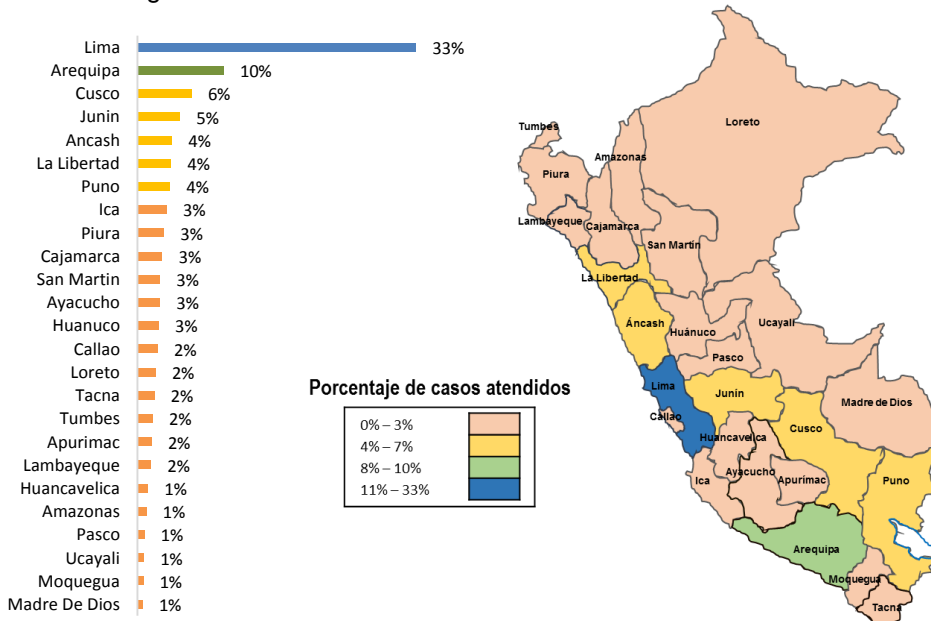 Lima 33%
Arequipa 10%
Cusco 6%
Junin 5%
Ancash 4%
La Libertad 4%
Puno 4%
Ica 3%
Piura 3%
Cajamarca 3%
San Martin 3%
Ayacucho 3%
Huanuco 3%
Callao 2%
Loreto 2%
Tacna 2%
Tumbes 2%
Apurimac 2%
Lambayeque 2%
Huancavelica 1%
Amazonas 1%
Pasco 1%
Ucayali 1%
Moquegua 1%
Madre De Dios 1%
Porcentaje de casos atendidos
0% – 3%
4% – 7%
8% – 10%
11% – 33%
Loreto
Tumbes
Amazonas
Piura
Lambayeque
Cajamarca
San Martín
La Libertad
Ucayali
Áncash
Huánuco
Pasco
Lima
Junín
Madre de Dios
Callao
Cusco
Huancavelica
Ayacucho
Ica
Apurímac
Puno
Arequipa
Moquegua
Tacna